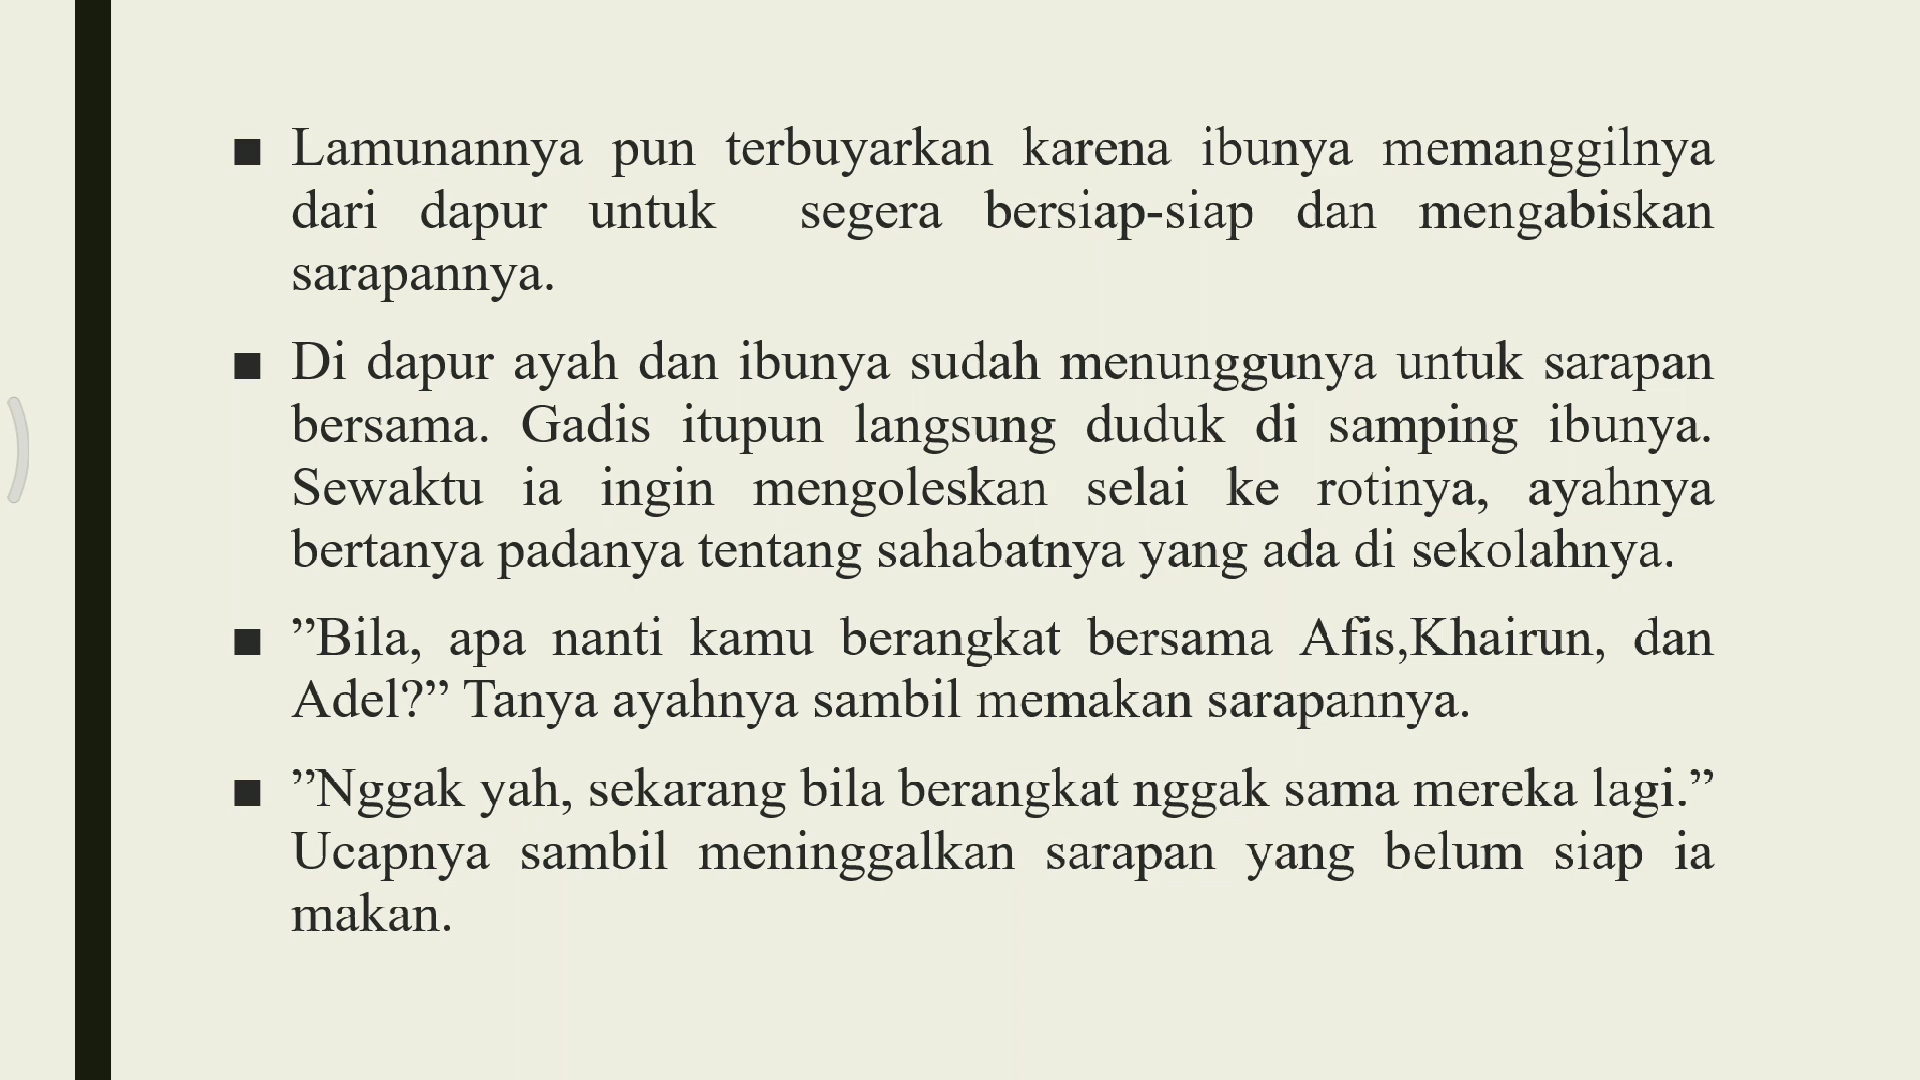 ■ Lamunannya pun terbuyarkan karena ibunya memanggilnya
dari dapur untuk segera bersiap-siap dan mengabiskan
sarapannya.
■ Di dapur ayah dan ibunya sudah menunggunya untuk sarapan
bersama. Gadis itupun langsung duduk di samping ibunya.
Sewaktu ia ingin mengoleskan selai ke rotinya, ayahnya
bertanya padanya tentang sahabatnya yang ada di sekolahnya.
■ ”Bila, apa nanti kamu berangkat bersama Afis,Khairun, dan
Adel?” Tanya ayahnya sambil memakan sarapannya.
■ ”Nggak yah, sekarang bila berangkat nggak sama mereka lagi.”
Ucapnya sambil meninggalkan sarapan yang belum siap ia
makan.